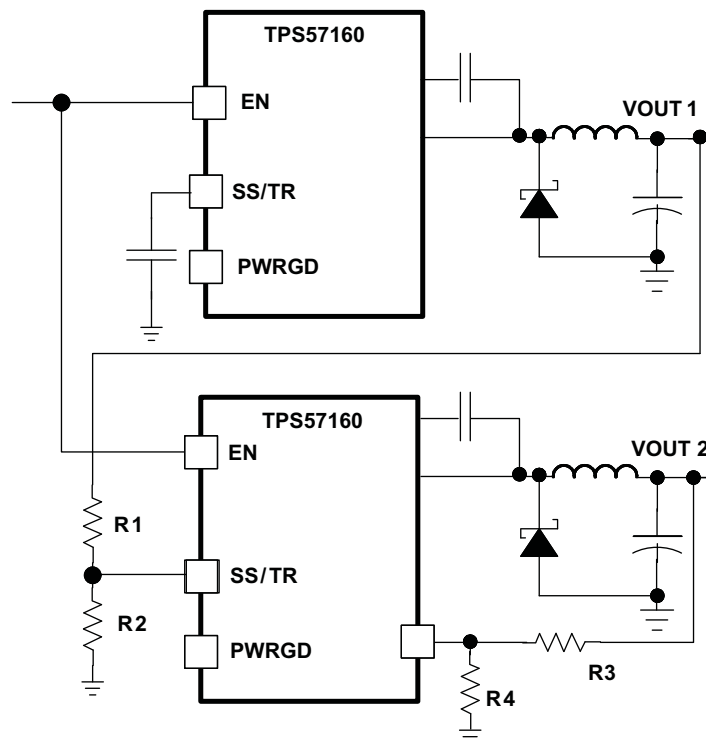 TPS57160
EN
VOUT 1
SS/TR
PWRGD
TPS57160
EN
VOUT 2
R1
SS/TR
R2
PWRGD
R3
R4